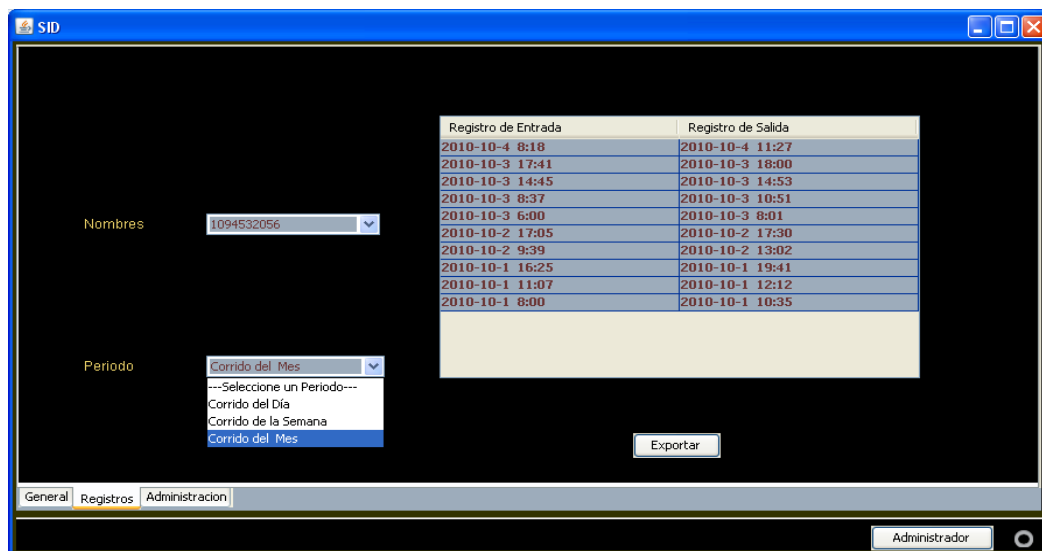 SID
Registro de Entrada Registro de Salida
2010-10-4 8:18 2010-10-4 11:27
2010-10-3 17:41 2010-10-3 18:00
2010-10-3 14:45 2010-10-3 14:53
2010-10-3 8:37 2010-10-3 10:51
2010-10-3 6:00 2010-10-3 8:01
2010-10-2 17:05 2010-10-2 17:30
2010-10-2 9:39 2010-10-2 13:02
2010-10-1 16:25 2010-10-1 19:41
2010-10-1 11:07 2010-10-1 12:12
2010-10-1 8:00 2010-10-1 10:35
Nombres 1094532056
Periodo Corrido del Mes
---Seleccione un Periodo---
Corrido del Día
Corrido de la Semana
Corrido del Mes
Exportar
General Registros Administracion
Administrador